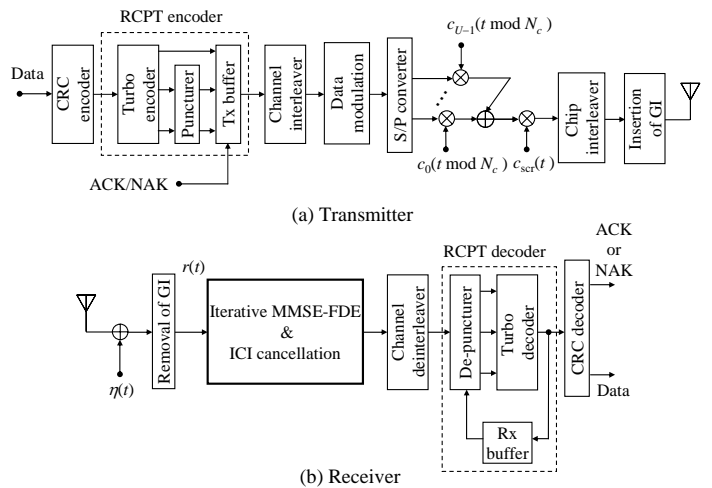 RCPT encoder
Data
CRC
encoder
Turbo
encoder
Puncturer
Tx buffer
Channel
interleaver
Data
modulation
S/P converter
c_{U−1}(t mod N_c )
c_0(t mod N_c )
c_{scr}(t)
Chip
interleaver
Insertion
of GI
ACK/NAK
(a) Transmitter
η(t)
Removal of GI
r(t)
Iterative MMSE-FDE
&
ICI cancellation
Channel
deinterleaver
RCPT decoder
De-puncturer
Turbo
decoder
Rx
buffer
CRC decoder
ACK
or
NAK
Data
(b) Receiver